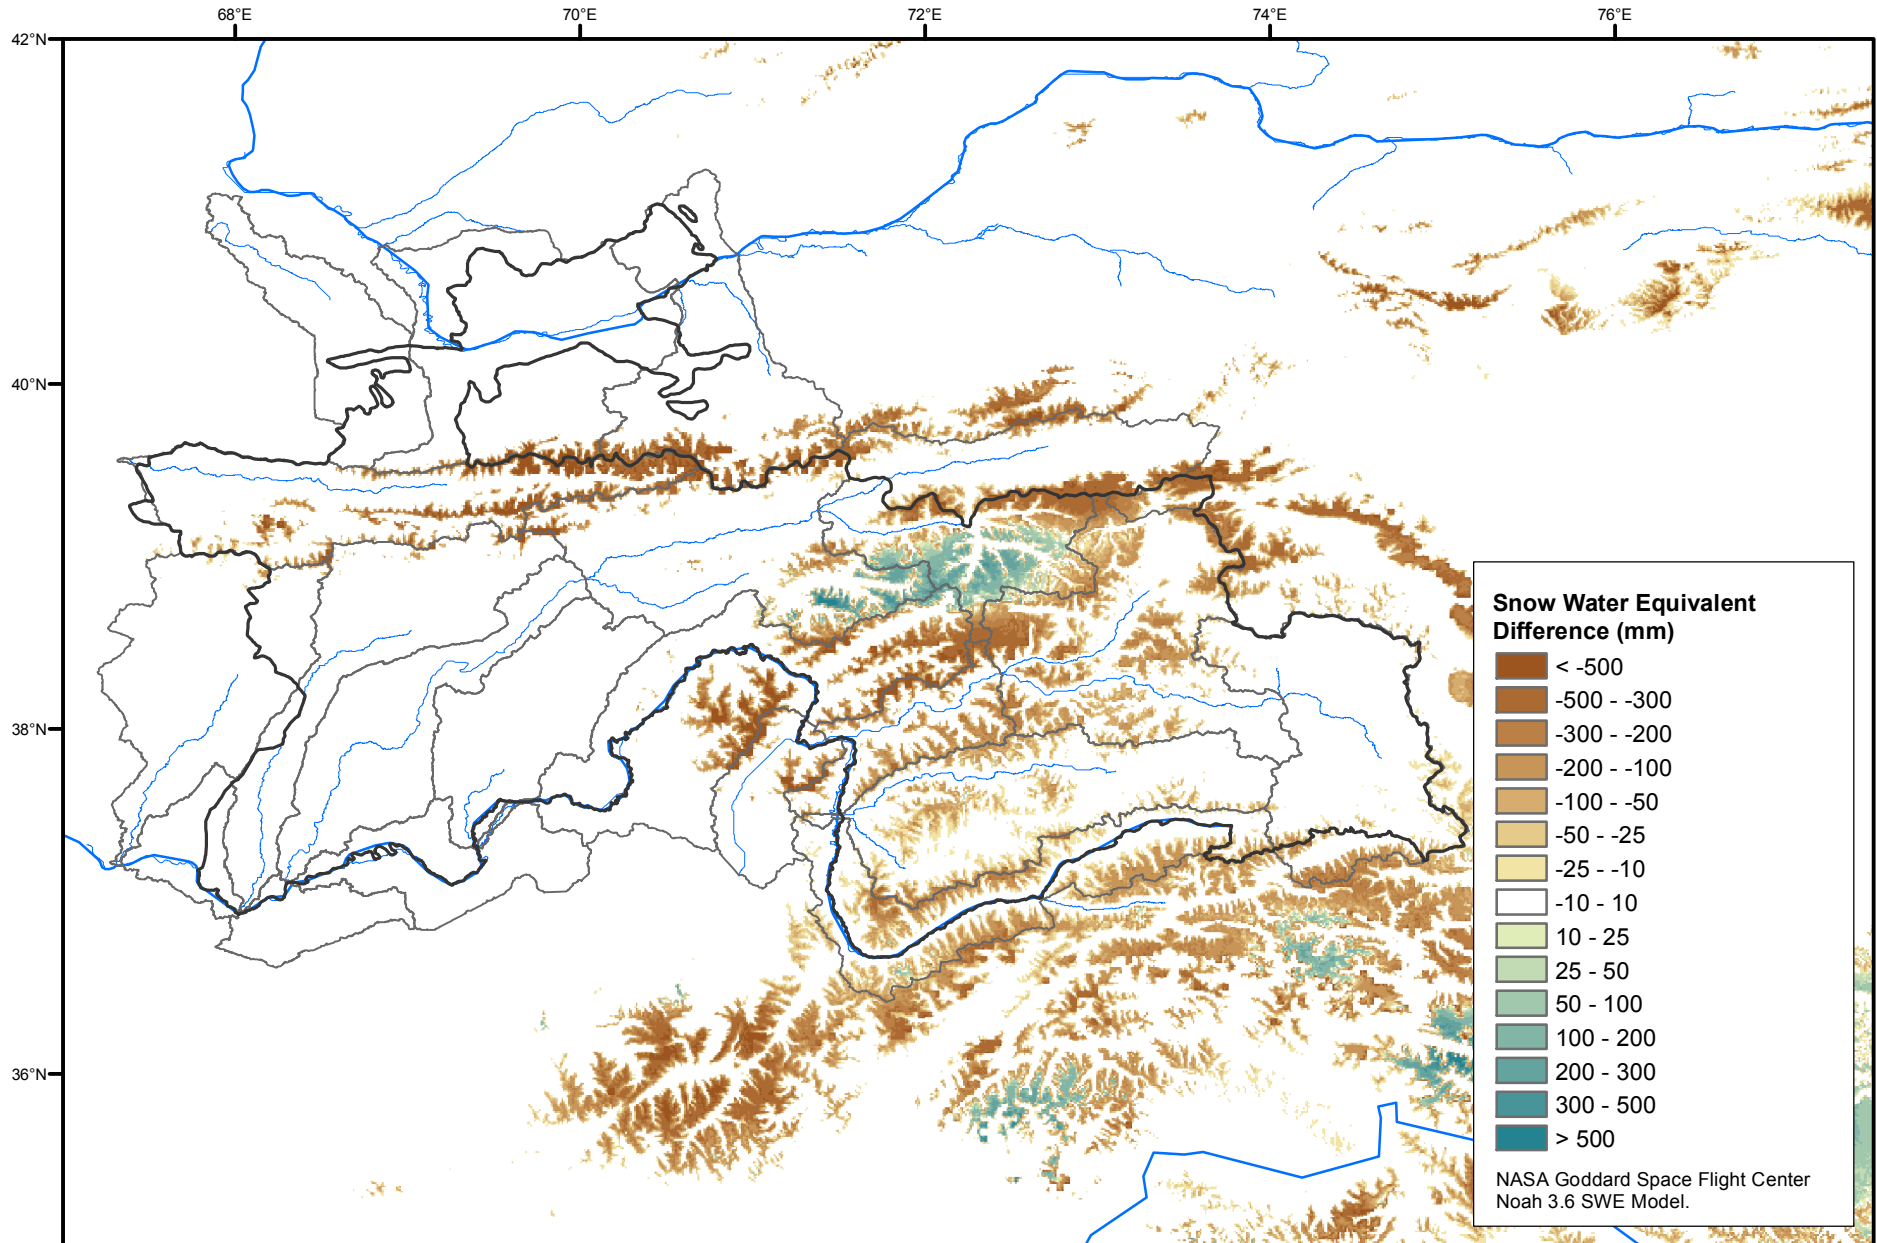 68°E
70°E
72°E
74°E
76°E
42°N
40°N
38°N
36°N
Snow Water Equivalent
Difference (mm)
< -500
-500 - -300
-300 - -200
-200 - -100
-100 - -50
-50 - -25
-25 - -10
-10 - 10
10 - 25
25 - 50
50 - 100
100 - 200
200 - 300
300 - 500
> 500
NASA Goddard Space Flight Center
Noah 3.6 SWE Model.